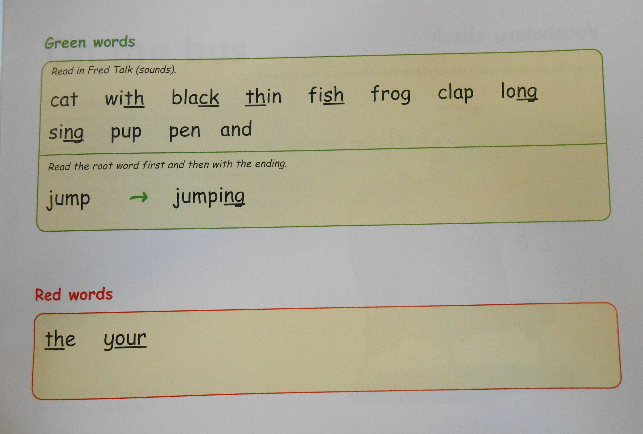 Green words
Read in Fred Talk (sounds).
cat with black thin fish frog clap long
sing pup pen and
Read the root word first and then with the ending.
jump → jumping
Red words
the your